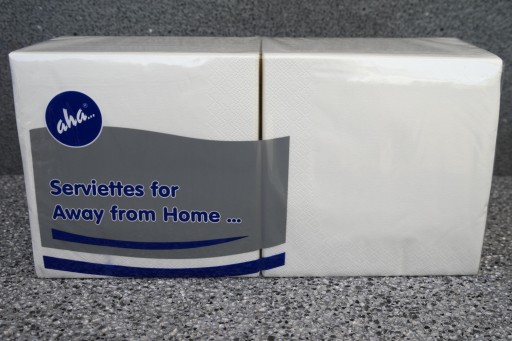 aha...®
Serviettes for
Away from Home ...